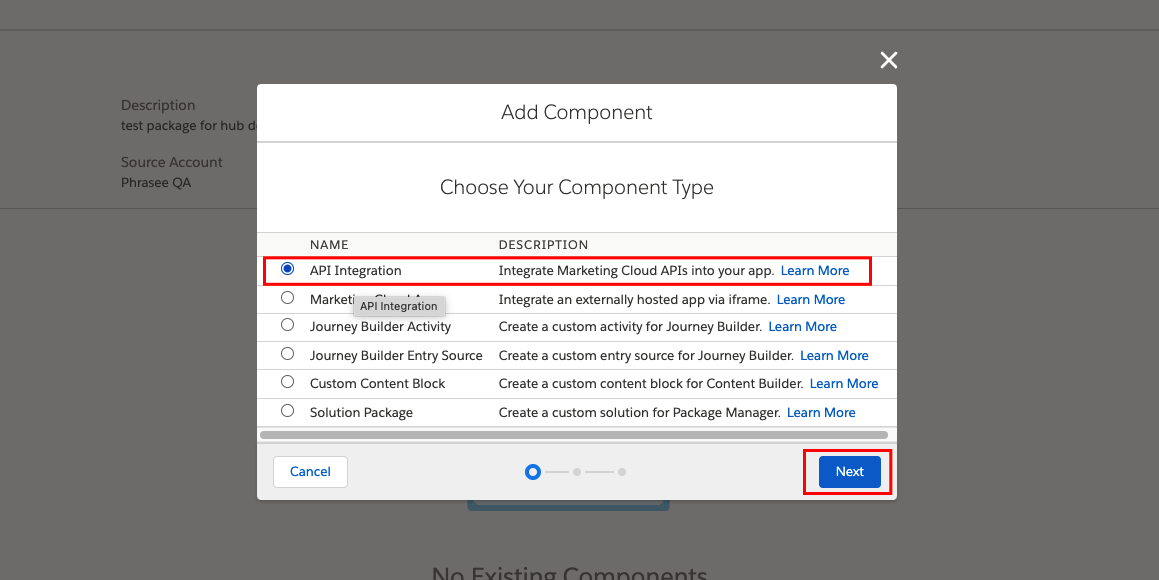 Description
test package for hub
Source Account
Phrasee QA
Add Component
Choose Your Component Type
NAME DESCRIPTION
API Integration Integrate Marketing Cloud APIs into your app. Learn More
Integrate an externally hosted app via iframe. Learn More
API Integration
Journey Builder Activity Create a custom activity for Journey Builder. Learn More
Journey Builder Entry Source Create a custom entry source for Journey Builder. Learn More
Custom Content Block Create a custom content block for Content Builder. Learn More
Solution Package Create a custom solution for Package Manager. Learn More
Cancel Next
No Existing Components